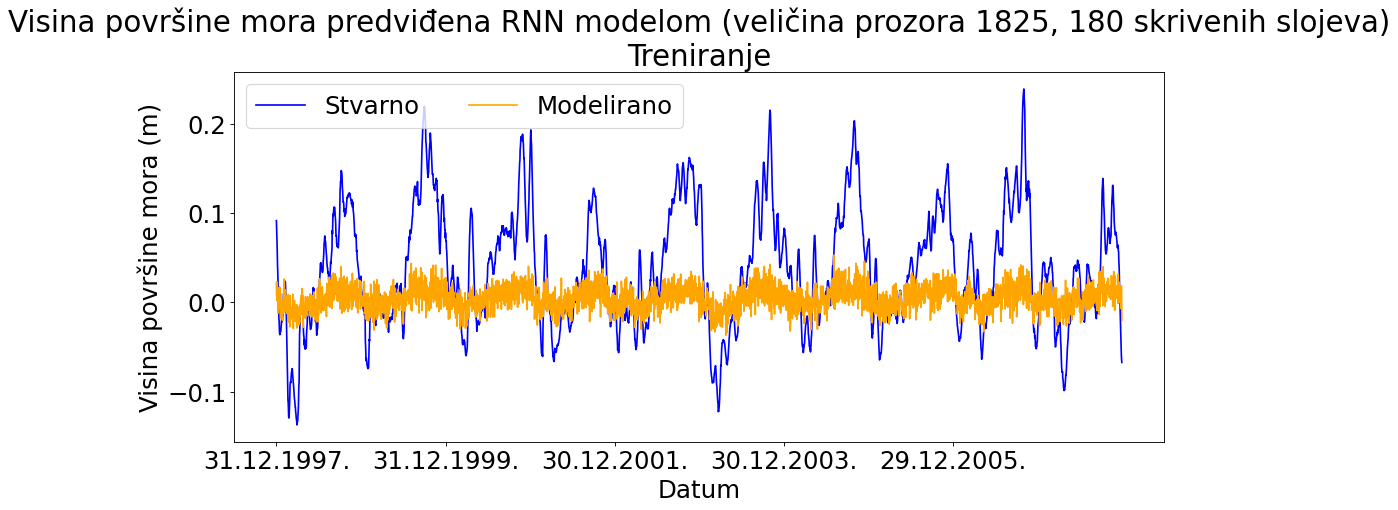 Visina površine mora predviđena RNN modelom (veličina prozora 1825, 180 skrivenih slojeva)
Treniranje
Stvarno Modelirano
Visina površine mora (m)
0.2
0.1
0.0
−0.1
31.12.1997. 31.12.1999. 30.12.2001. 30.12.2003. 29.12.2005.
Datum